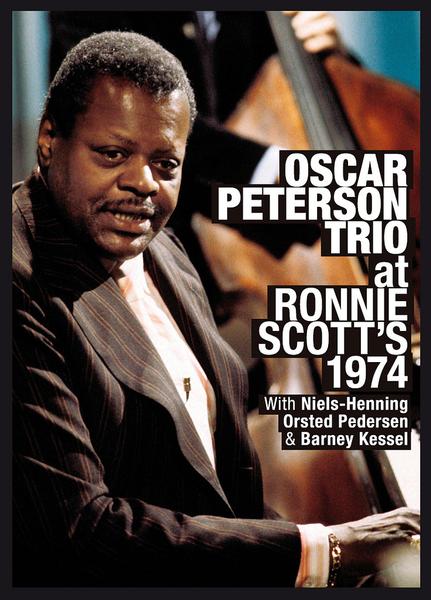 OSCAR
PETERSON
TRIO
at
RONNIE
SCOTT'S
1974
With Niels-Henning
Orsted Pedersen
& Barney Kessel